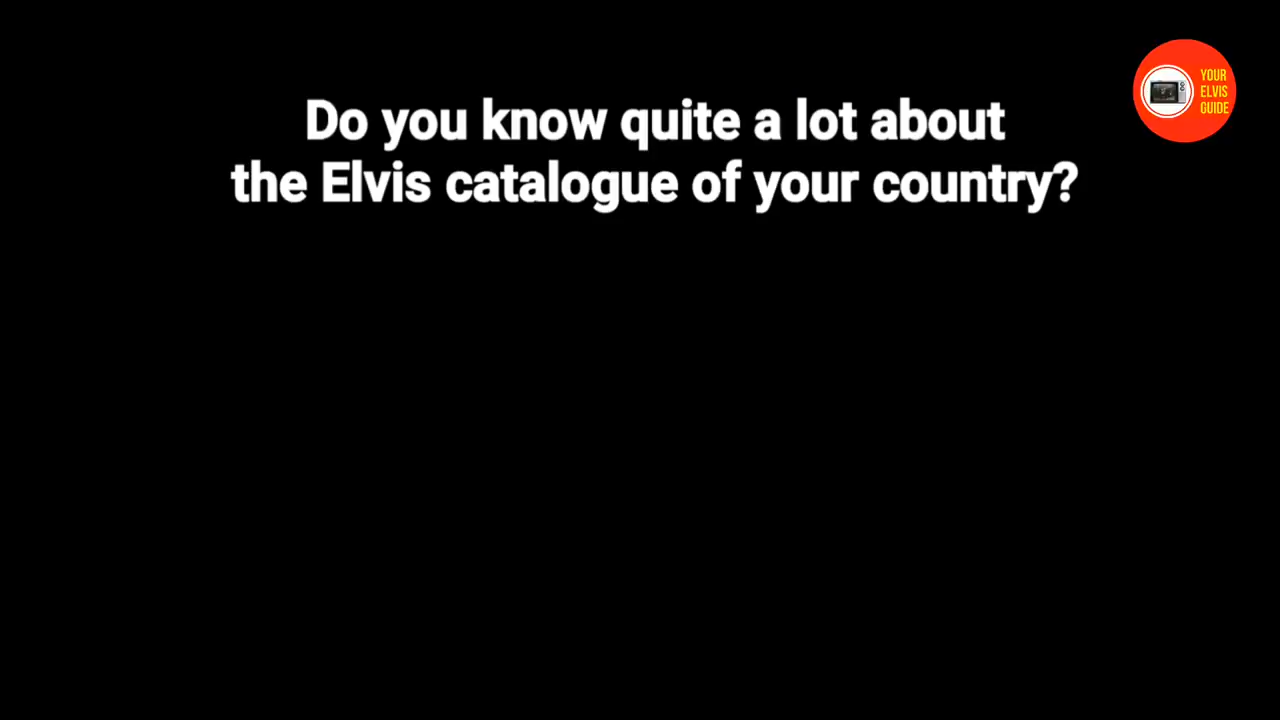 Do you know quite a lot about
the Elvis catalogue of your country?
YOUR
ELVIS
GUIDE